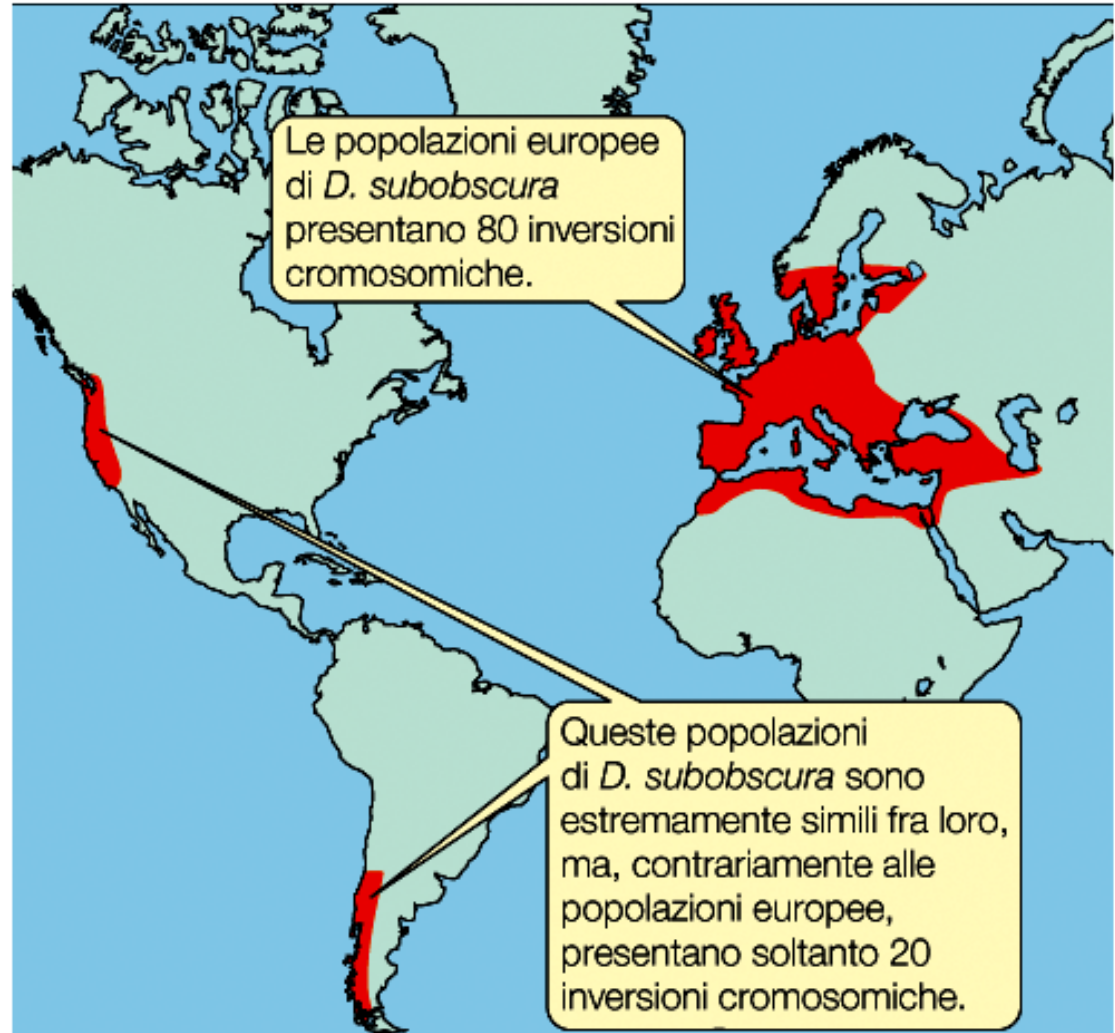 Le popolazioni europee
di D. subobscura
presentano 80 inversioni
cromosomiche.
Queste popolazioni
di D. subobscura sono
estremamente simili fra loro,
ma, contrariamente alle
popolazioni europee,
presentano soltanto 20
inversioni cromosomiche.